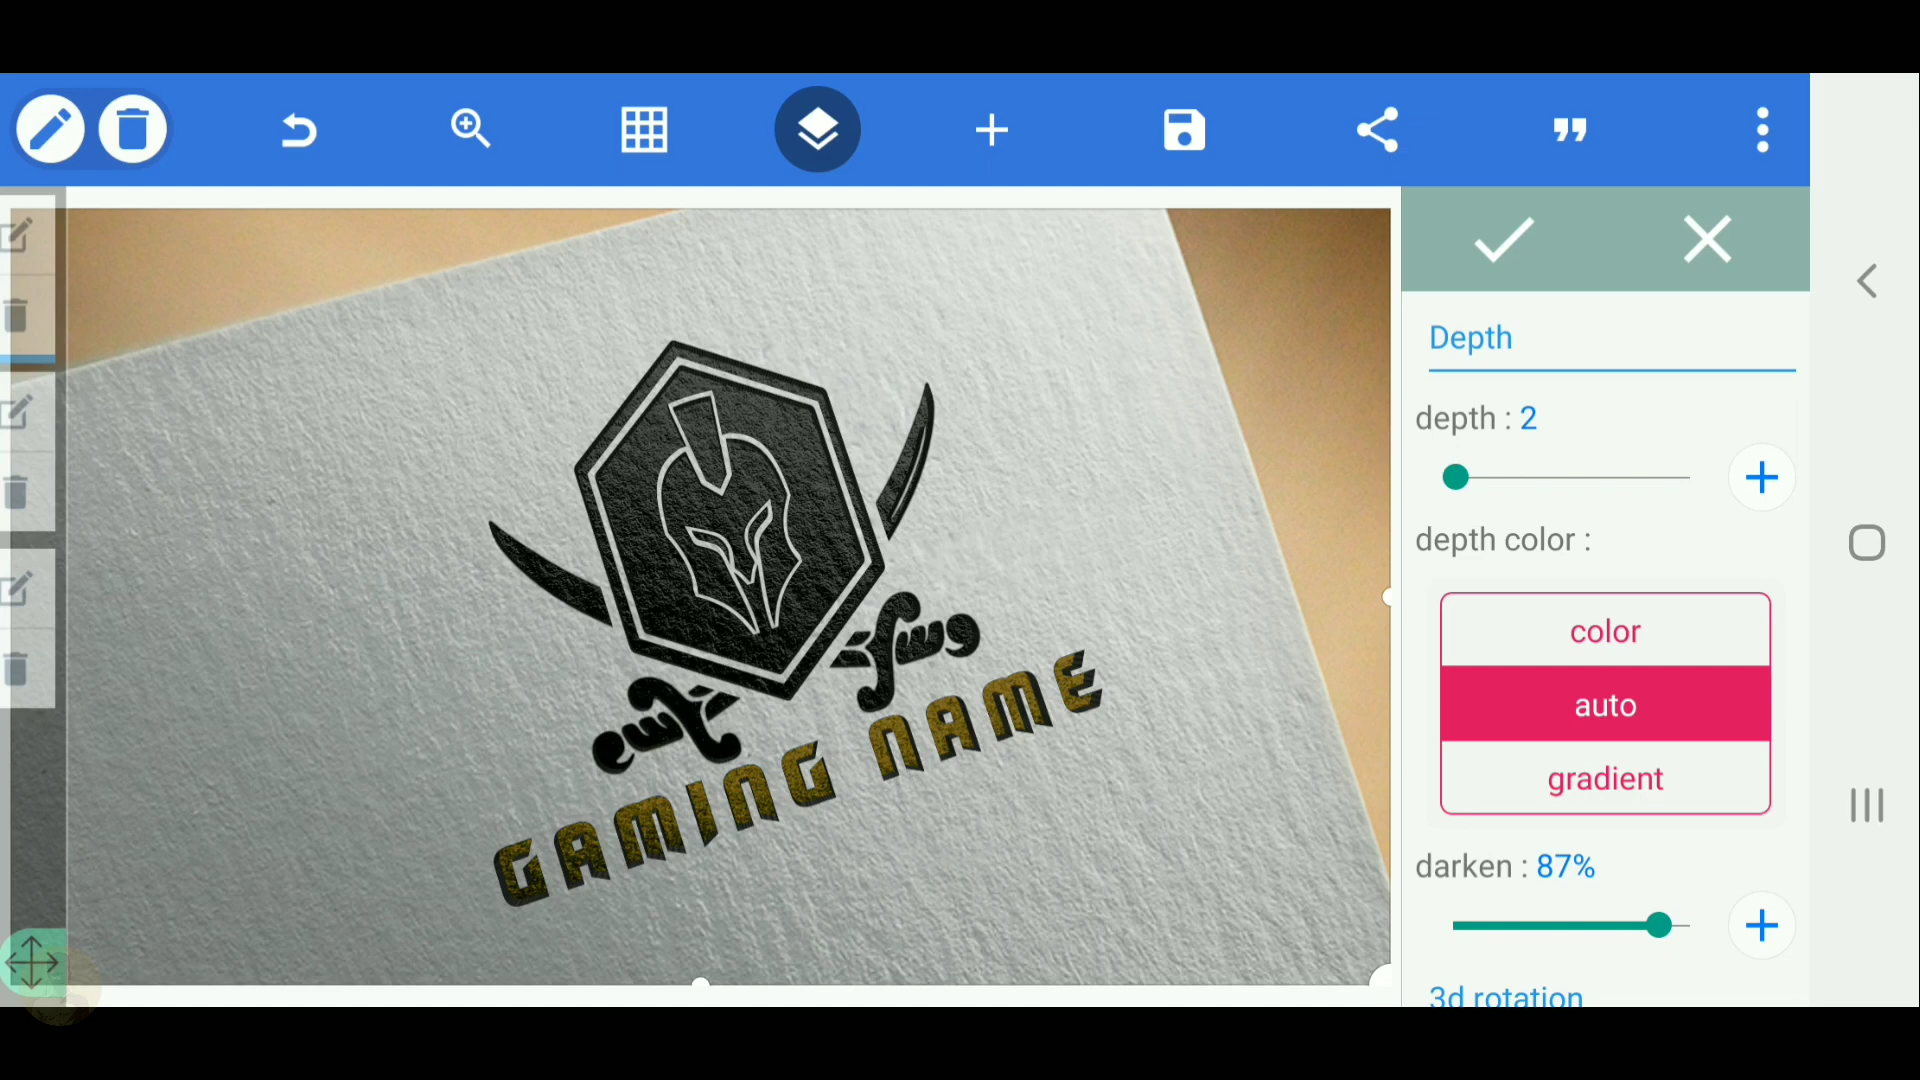 Depth
depth : 2
depth color :
color
auto
gradient
darken : 87%
3d rotation
GAMING NAME